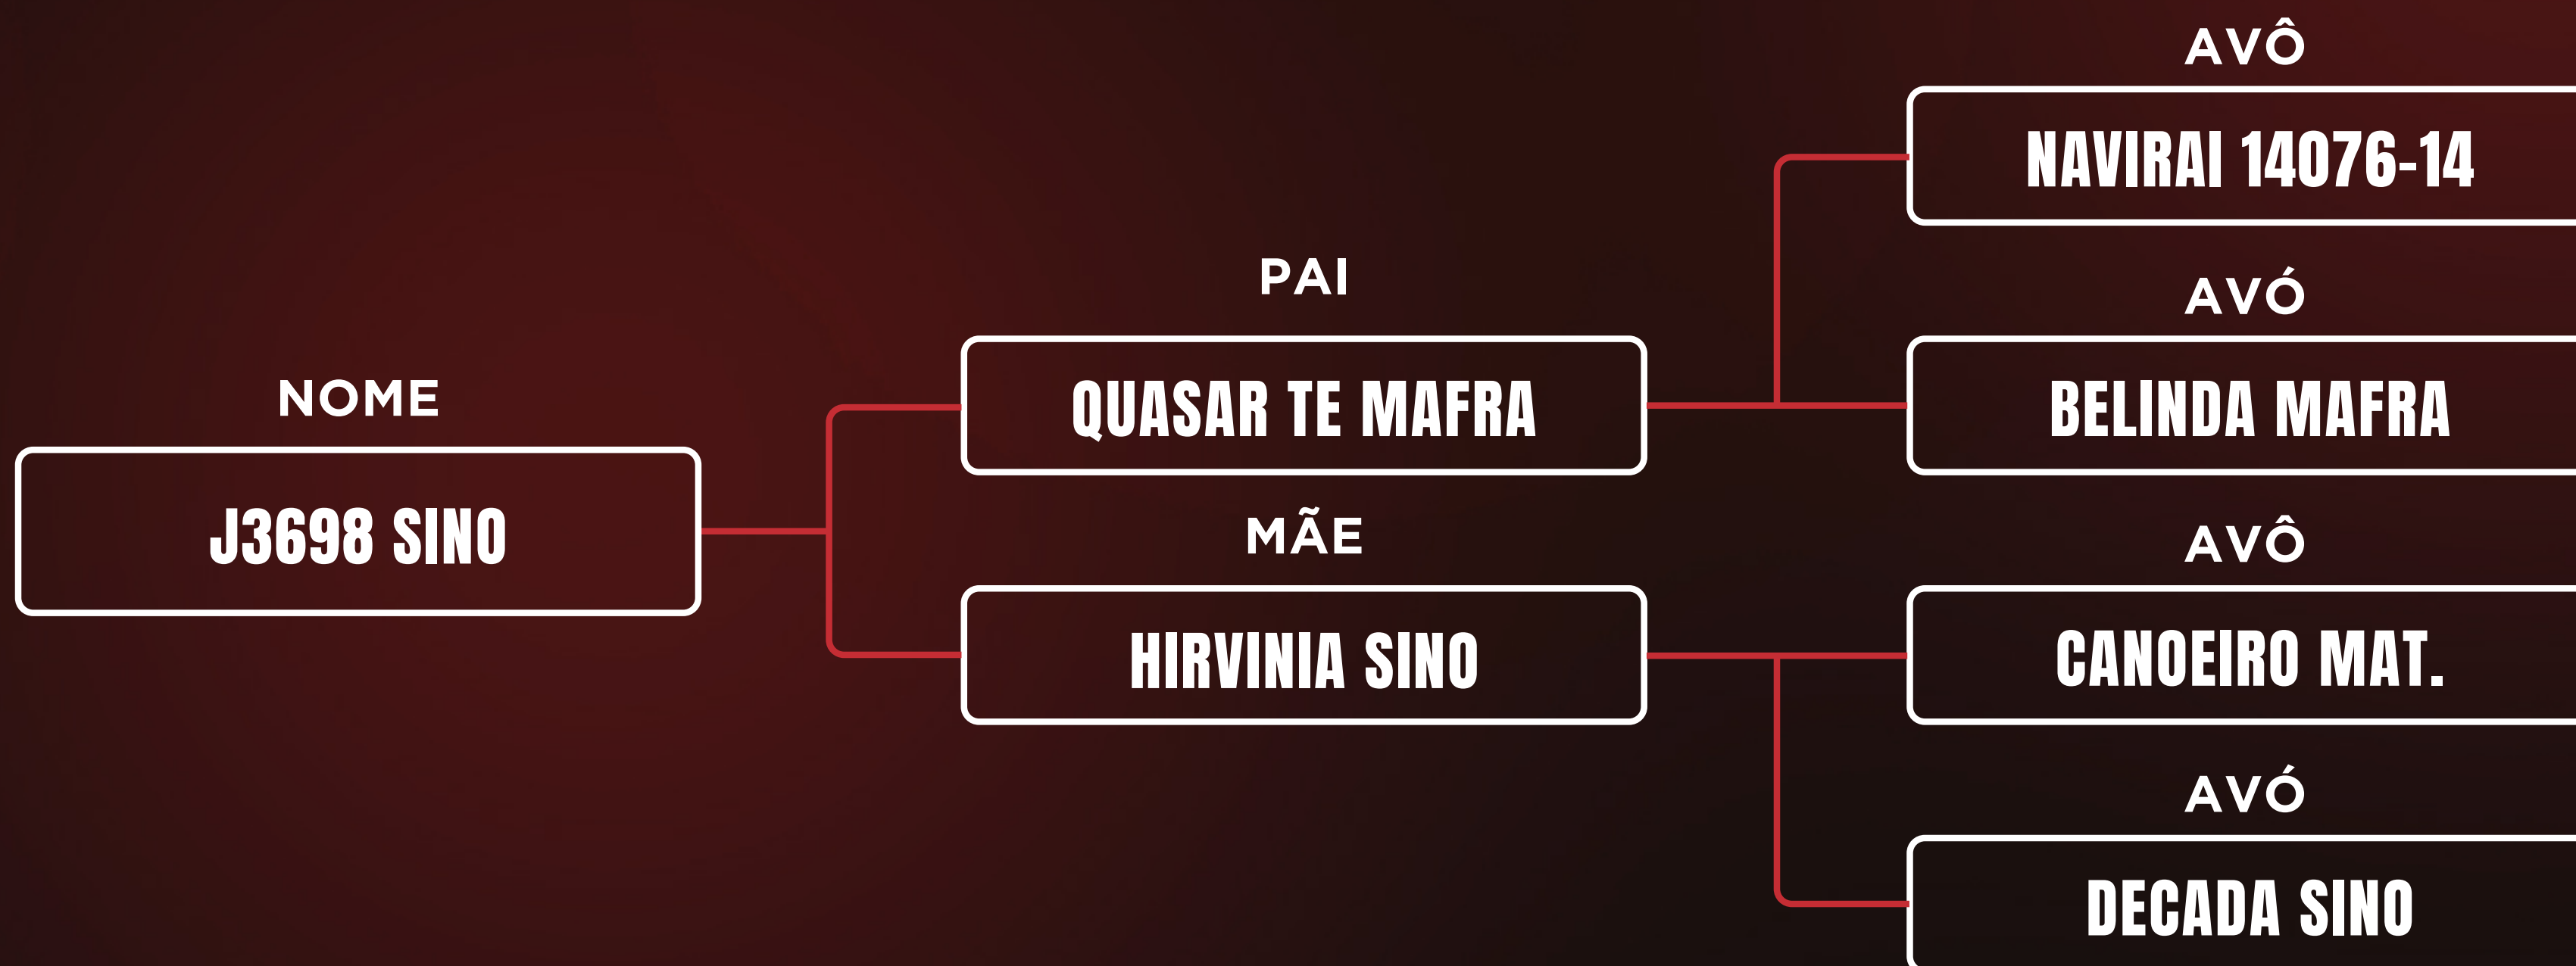 NOME
J3698 SINO
PAI
QUASAR TE MAFRA
MÃE
HIRVINIA SINO
AVÔ
NAVIRAI 14076-14
AVÓ
BELINDA MAFRA
AVÔ
CANOEIRO MAT.
AVÓ
DECADA SINO